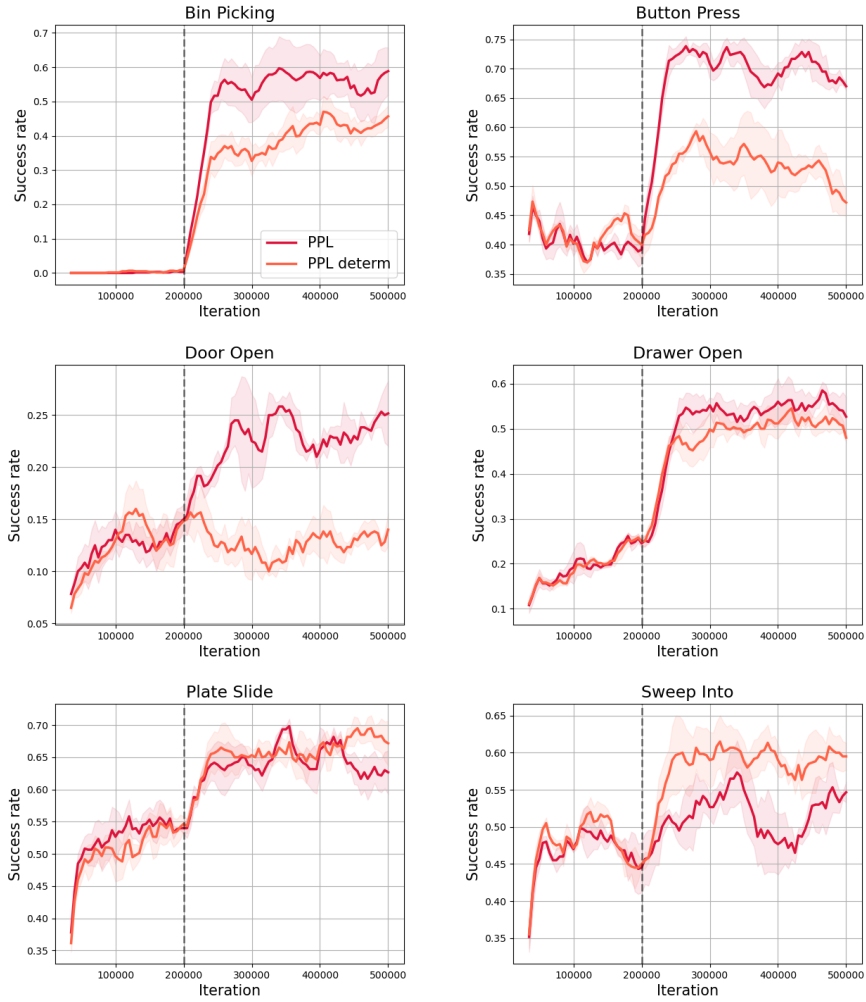 Bin Picking
Success rate
0.7
0.6
0.5
0.4
0.3
0.2
0.1
0.0
PPL
PPL determ
100000 200000 300000 400000 500000
Iteration
Button Press
Success rate
0.75
0.70
0.65
0.60
0.55
0.50
0.45
0.40
0.35
100000 200000 300000 400000 500000
Iteration
Door Open
Success rate
0.25
0.20
0.15
0.10
0.05
100000 200000 300000 400000 500000
Iteration
Drawer Open
Success rate
0.6
0.5
0.4
0.3
0.2
0.1
100000 200000 300000 400000 500000
Iteration
Plate Slide
Success rate
0.70
0.65
0.60
0.55
0.50
0.45
0.40
0.35
100000 200000 300000 400000 500000
Iteration
Sweep Into
Success rate
0.65
0.60
0.55
0.50
0.45
0.40
0.35
100000 200000 300000 400000 500000
Iteration